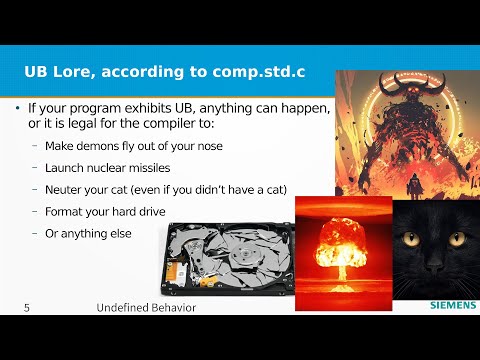 UB Lore, according to comp.std.c
• If your program exhibits UB, anything can happen,
or it is legal for the compiler to:
– Make demons fly out of your nose
– Launch nuclear missiles
– Neuter your cat (even if you didn’t have a cat)
– Format your hard drive
– Or anything else
5 Undefined Behavior
SIEMENS